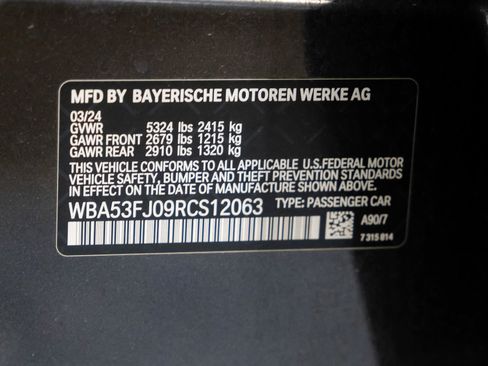 MFD BY BAYERISCHE MOTOREN WERKE AG
03/24
GVWR 5324 lbs 2415 kg
GAWR FRONT 2679 lbs 1215 kg
GAWR REAR 2910 lbs 1320 kg
THIS VEHICLE CONFORMS TO ALL APPLICABLE U.S.FEDERAL MOTOR
VEHICLE SAFETY, BUMPER AND THEFT PREVENTION STANDARDS
IN EFFECT ON THE DATE OF MANUFACTURE SHOWN ABOVE.
WBA53FJ09RCS12063 TYPE: PASSENGER CAR
A90/7
7 315 814